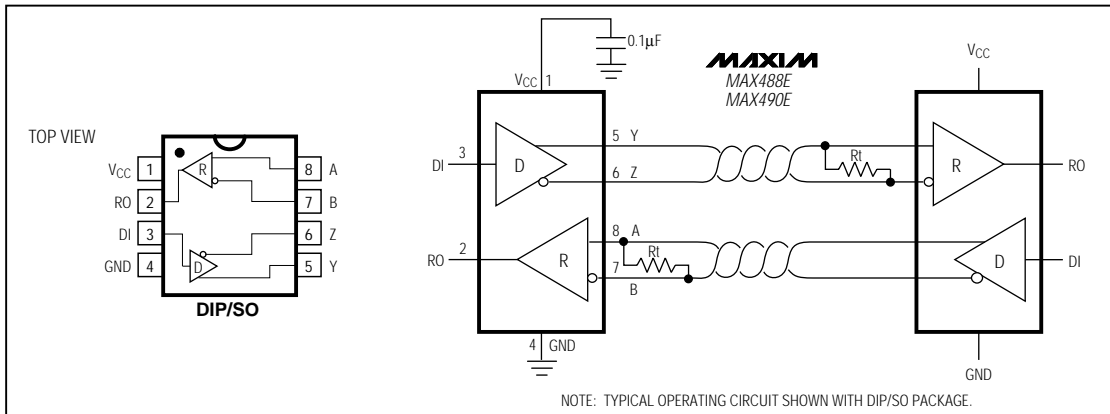 TOP VIEW
VCC 1
RO 2
DI 3
GND 4
8 A
7 B
6 Z
5 Y
R
D
DIP/SO
0.1μF
VCC 1
MAXIM
MAX488E
MAX490E
VCC
DI 3
D
5 Y
6 Z
Rt
R
RO
RO 2
R
8 A
Rt
7
B
D
DI
4 GND
GND
NOTE: TYPICAL OPERATING CIRCUIT SHOWN WITH DIP/SO PACKAGE.